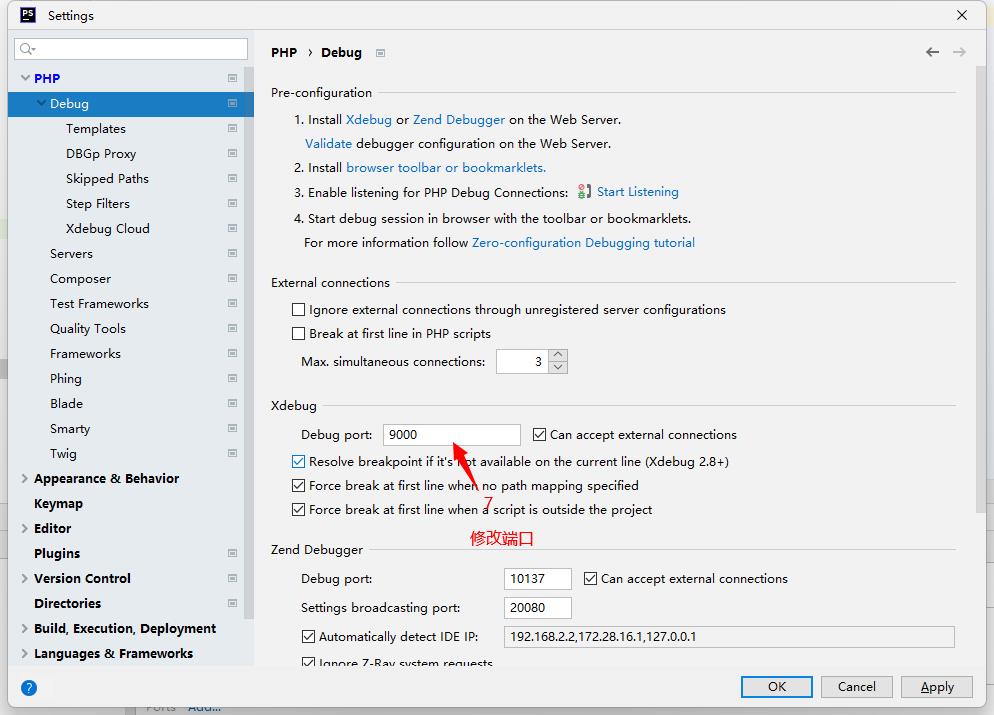 PS Settings
PHP › Debug
PHP
Debug
Templates
DBGp Proxy
Skipped Paths
Step Filters
Xdebug Cloud
Servers
Composer
Test Frameworks
Quality Tools
Frameworks
Phing
Blade
Smarty
Twig
Appearance & Behavior
Keymap
Editor
Plugins
Version Control
Directories
Build, Execution, Deployment
Languages & Frameworks
Pre-configuration
1. Install Xdebug or Zend Debugger on the Web Server.
Validate debugger configuration on the Web Server.
2. Install browser toolbar or bookmarklets.
3. Enable listening for PHP Debug Connections: Start Listening
4. Start debug session in browser with the toolbar or bookmarklets.
For more information follow Zero-configuration Debugging tutorial
External connections
Ignore external connections through unregistered server configurations
Break at first line in PHP scripts
Max. simultaneous connections: 3
Xdebug
Debug port: 9000 Can accept external connections
Resolve breakpoint if it's not available on the current line (Xdebug 2.8+)
Force break at first line when no path mapping specified
7
Force break at first line when a script is outside the project
修改端口
Zend Debugger
Debug port: 10137 Can accept external connections
Settings broadcasting port: 20080
Automatically detect IDE IP: 192.168.2.2,172.28.16.1,127.0.0.1
Ignore Z-Ray system requests
? OK Cancel Apply
Ports Add...